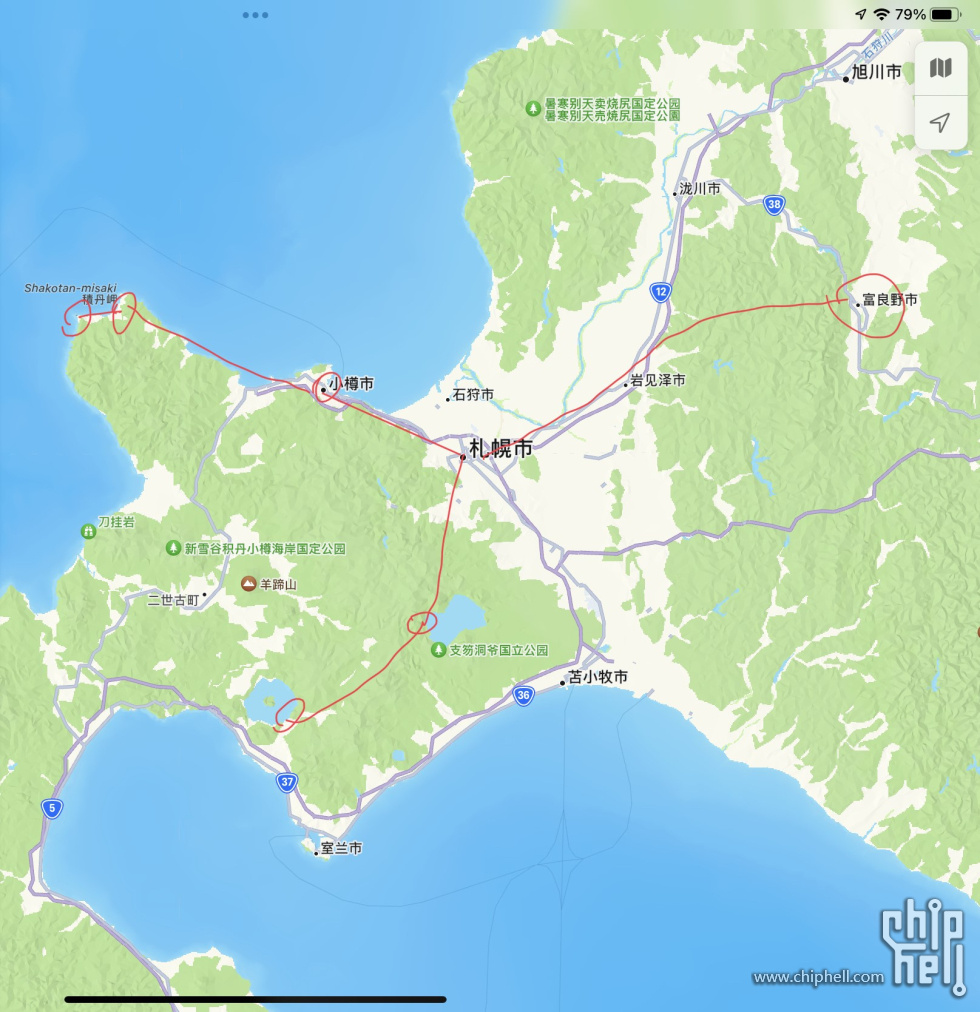 79%
石狩川
旭川市
暑寒别天卖烧尻国定公园
暑寒別天売焼尻国定公園
泷川市
38
Shakotan-misaki
積丹岬
12
富良野市
小樽市
岩见泽市
石狩市
札幌市
刀挂岩
新雪谷积丹小樽海岸国定公园
羊蹄山
二世古町
支笏洞爷国立公园
苫小牧市
36
37
5
室兰市
chip
hell
www.chiphell.com